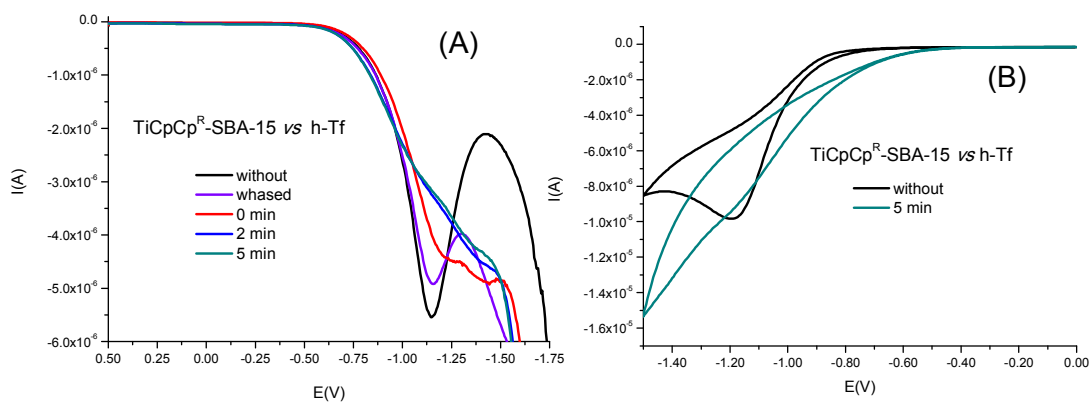 (A)
TiCpCpᴿ-SBA-15 vs h-Tf
without
whased
0 min
2 min
5 min
I(A)
0.0
-1.0x10⁻⁶
-2.0x10⁻⁶
-3.0x10⁻⁶
-4.0x10⁻⁶
-5.0x10⁻⁶
-6.0x10⁻⁶
0.50 0.25 0.00 -0.25 -0.50 -0.75 -1.00 -1.25 -1.50 -1.75
E(V)
(B)
TiCpCpᴿ-SBA-15 vs h-Tf
without
5 min
I(A)
0.0
-2.0x10⁻⁶
-4.0x10⁻⁶
-6.0x10⁻⁶
-8.0x10⁻⁶
-1.0x10⁻⁵
-1.2x10⁻⁵
-1.4x10⁻⁵
-1.6x10⁻⁵
-1.40 -1.20 -1.00 -0.80 -0.60 -0.40 -0.20 0.00
E(V)